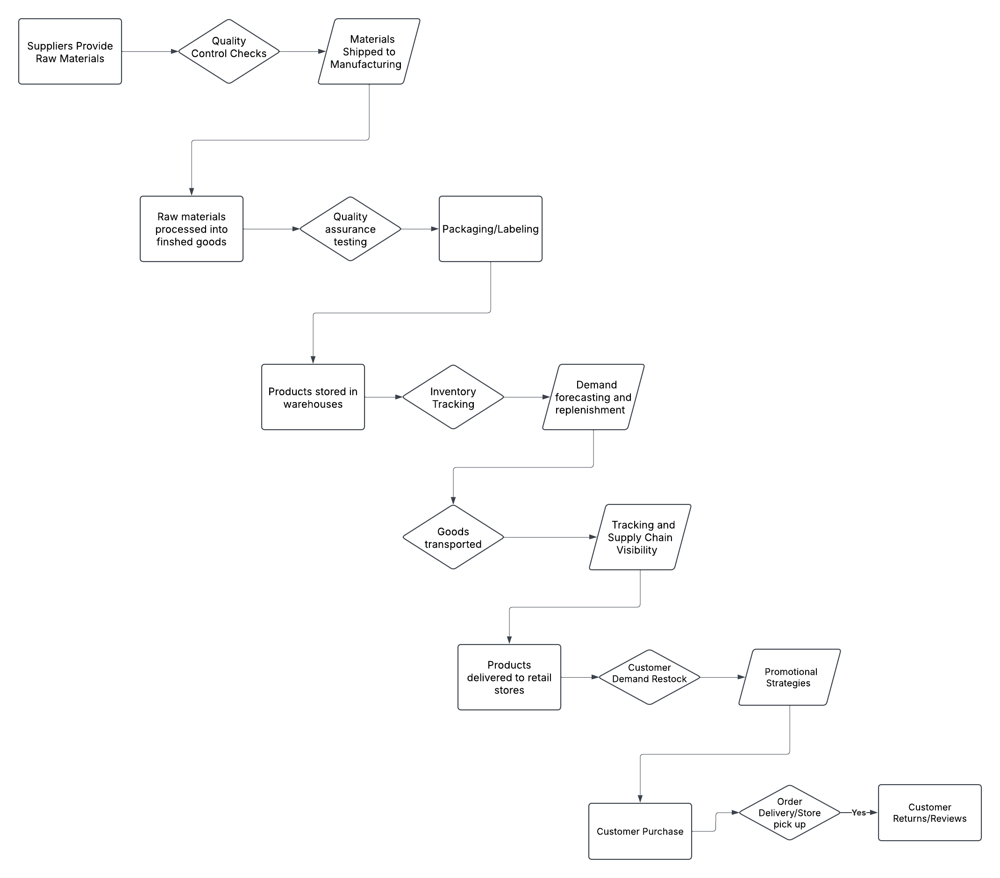 Suppliers Provide
Raw Materials
Quality
Control Checks
Materials
Shipped to
Manufacturing
Raw materials
processed into
finshed goods
Quality
assurance
testing
Packaging/Labeling
Products stored in
warehouses
Inventory
Tracking
Demand
forecasting and
replenishment
Goods
transported
Tracking and
Supply Chain
Visibility
Products
delivered to retail
stores
Customer
Demand Restock
Promotional
Strategies
Customer Purchase
Order
Delivery/Store
pick up
Yes
Customer
Returns/Reviews